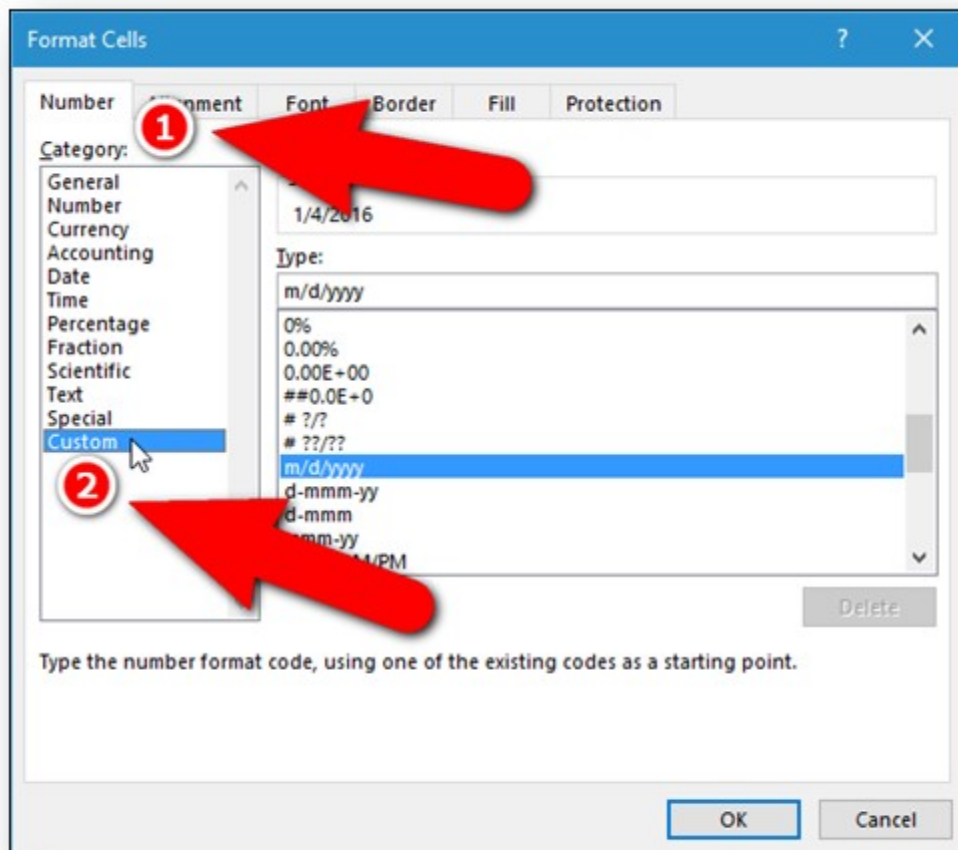 Format Cells ? ×
Number Font Border Fill Protection
1
Category:
General
Number
Currency
Accounting
Date
Time
Percentage
Fraction
Scientific
Text
Special
Custom
2
1/4/2016
Type:
m/d/yyyy
0%
0.00%
0.00E+00
##0.0E+0
# ?/?
# ??/??
m/d/yyyy
d-mmm-yy
d-mmm
Delete
Type the number format code, using one of the existing codes as a starting point.
OK Cancel